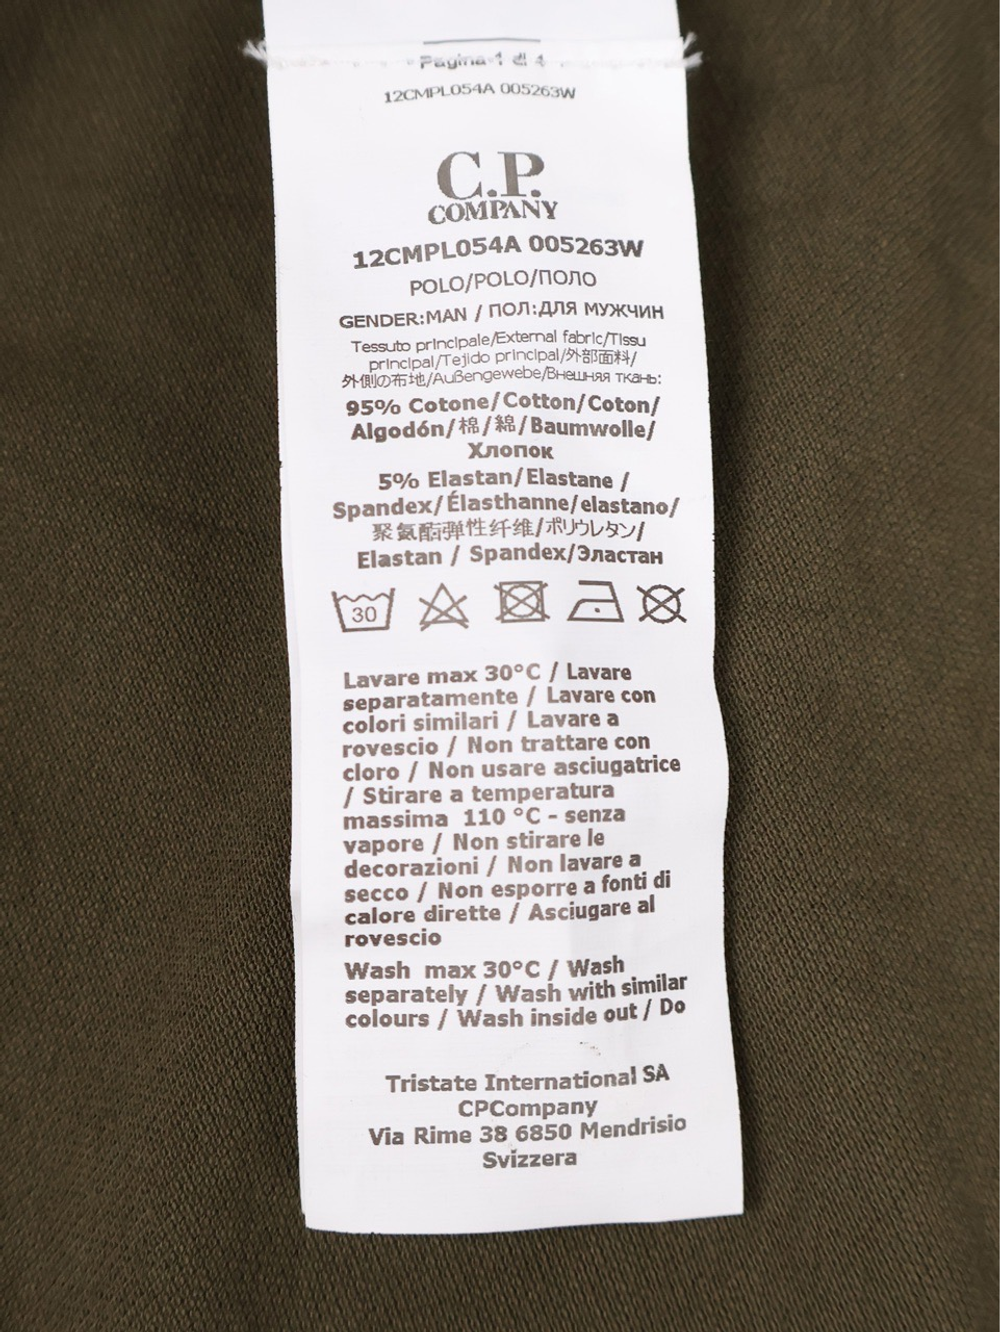 Pagina 1 di 4
12CMPL054A 005263W
C.P.
COMPANY
12CMPL054A 005263W
POLO/POLO/ПОЛО
GENDER:MAN / ПОЛ:ДЛЯ МУЖЧИН
Tessuto principale/External fabric/Tissu
principal/Tejido principal/外部面料/
外側の布地/Außengewebe/Внешняя ткань:
95% Cotone/Cotton/Coton/
Algodón/棉/綿/Baumwolle/
Хлопок
5% Elastan/Elastane /
Spandex/Élasthanne/elastano/
聚氨酯弹性纤维/ポリウレタン/
Elastan / Spandex/Эластан
30
Lavare max 30°C / Lavare
separatamente / Lavare con
colori similari / Lavare a
rovescio / Non trattare con
cloro / Non usare asciugatrice
/ Stirare a temperatura
massima  110 °C - senza
vapore / Non stirare le
decorazioni / Non lavare a
secco / Non esporre a fonti di
calore dirette / Asciugare al
rovescio
Wash  max 30°C / Wash
separately / Wash with similar
colours / Wash inside out / Do
Tristate International SA
CPCompany
Via Rime 38 6850 Mendrisio
Svizzera